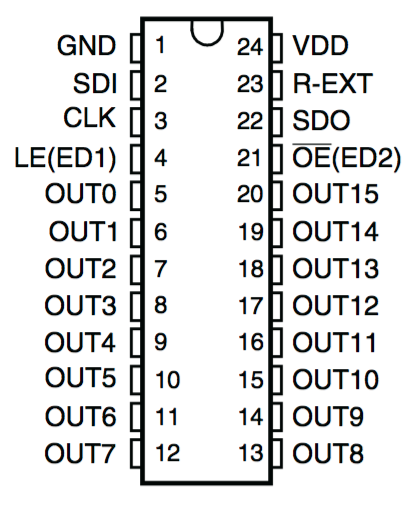 GND 1 24 VDD
SDI 2 23 R-EXT
CLK 3 22 SDO
LE(ED1) 4 21 O̅E̅(ED2)
OUT0 5 20 OUT15
OUT1 6 19 OUT14
OUT2 7 18 OUT13
OUT3 8 17 OUT12
OUT4 9 16 OUT11
OUT5 10 15 OUT10
OUT6 11 14 OUT9
OUT7 12 13 OUT8